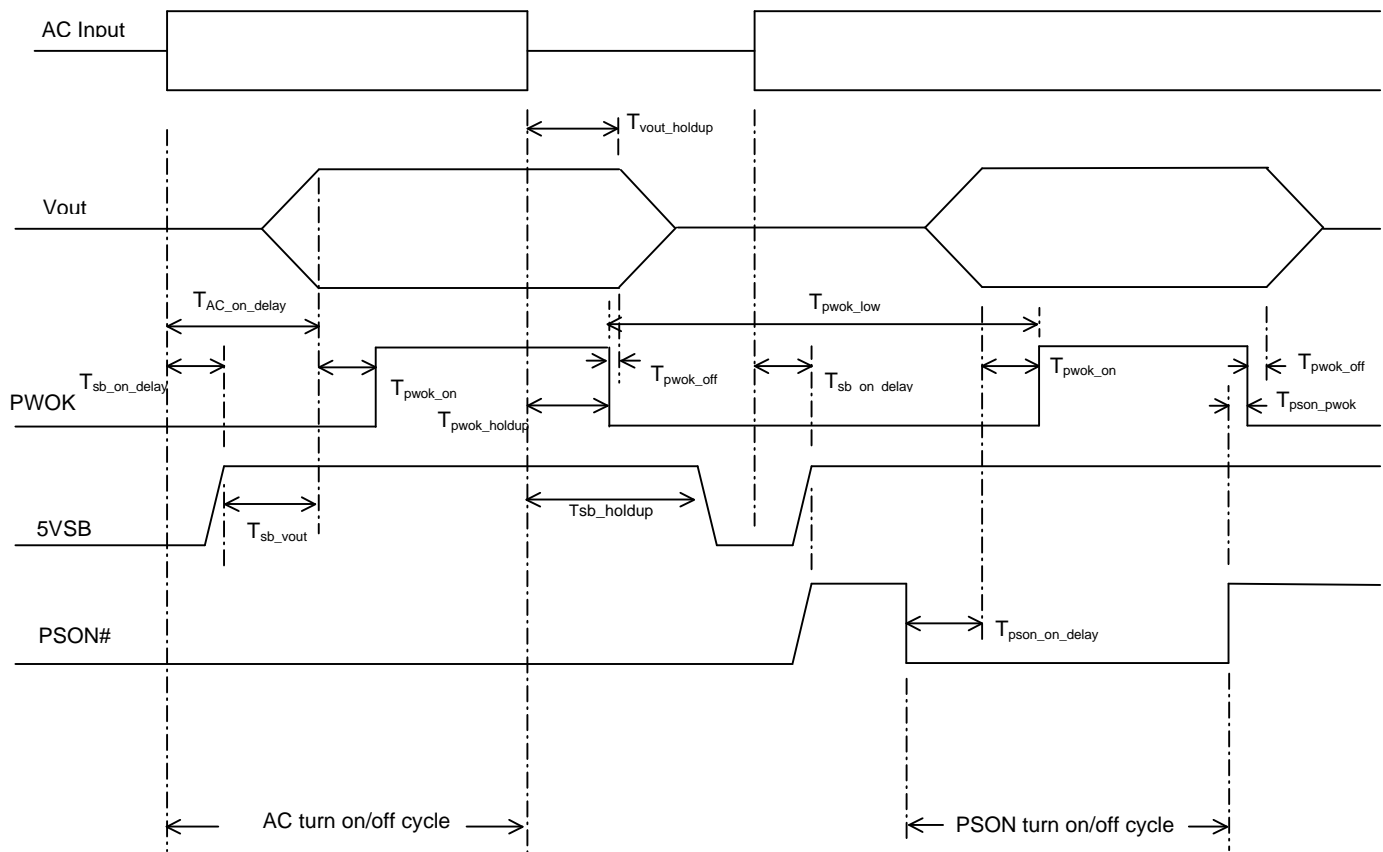 AC Input
T_vout_holdup
Vout
T_AC_on_delay
T_pwok_low
T_sb_on_delay
T_pwok_on
T_pwok_off
T_sb_on_delay
T_pwok_on
T_pwok_off
PWOK
T_pwok_holdup
T_pson_pwok
5VSB
T_sb_vout
Tsb_holdup
PSON#
T_pson_on_delay
AC turn on/off cycle
PSON turn on/off cycle